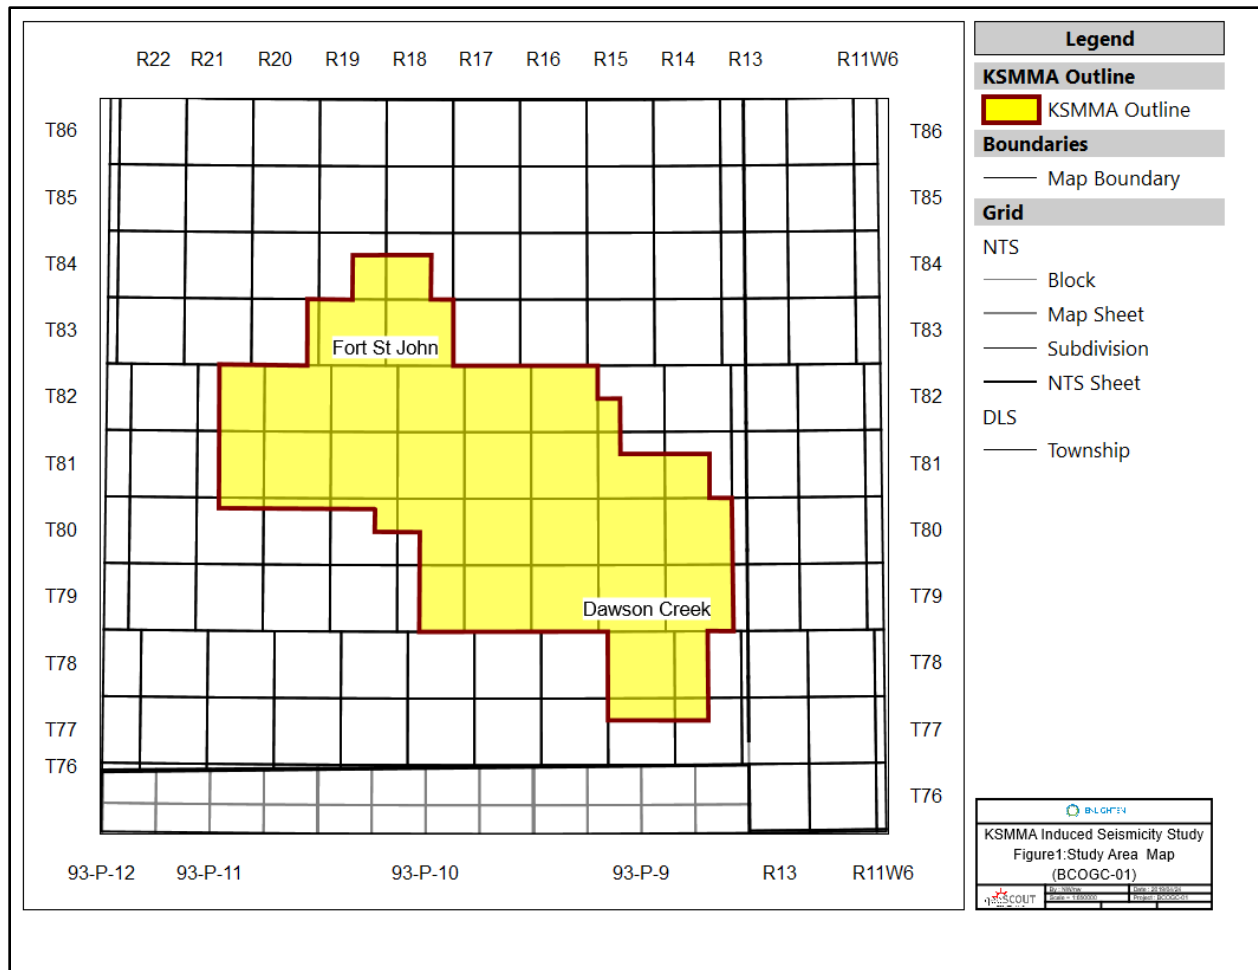 R22 R21 R20 R19 R18 R17 R16 R15 R14 R13 R11W6
T86 T86
T85 T85
T84 T84
T83 T83
Fort St John
T82 T82
T81 T81
T80 T80
T79 T79
Dawson Creek
T78 T78
T77 T77
T76
T76
93-P-12 93-P-11 93-P-10 93-P-9 R13 R11W6
Legend
KSMMA Outline
KSMMA Outline
Boundaries
Map Boundary
Grid
NTS
Block
Map Sheet
Subdivision
NTS Sheet
DLS
Township
ENLIGHTEN
KSMMA Induced Seismicity Study
Figure1:Study Area Map
(BCOGC-01)
SCOUT
Project : BCOGC-01